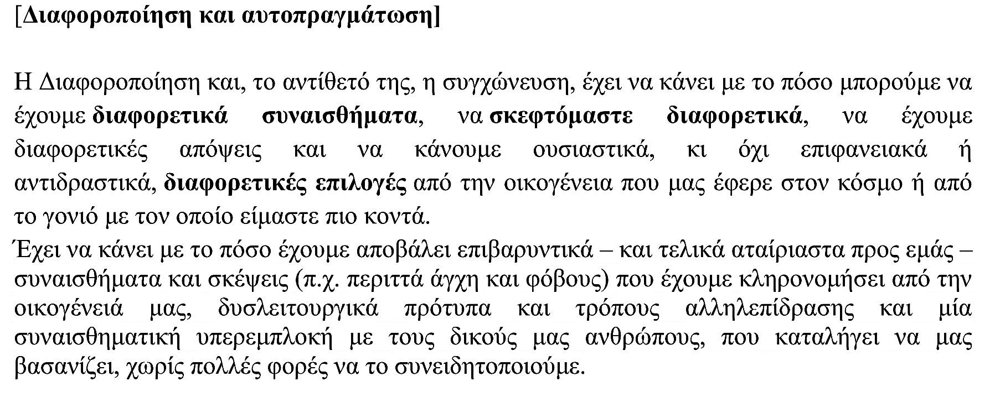 [Διαφοροποίηση και αυτοπραγμάτωση]
Η Διαφοροποίηση και, το αντίθετό της, η συγχώνευση, έχει να κάνει με το πόσο μπορούμε να
έχουμε διαφορετικά συναισθήματα, να σκεφτόμαστε διαφορετικά, να έχουμε
διαφορετικές απόψεις και να κάνουμε ουσιαστικά, κι όχι επιφανειακά ή
αντιδραστικά, διαφορετικές επιλογές από την οικογένεια που μας έφερε στον κόσμο ή από
το γονιό με τον οποίο είμαστε πιο κοντά.
Έχει να κάνει με το πόσο έχουμε αποβάλει επιβαρυντικά – και τελικά αταίριαστα προς εμάς –
συναισθήματα και σκέψεις (π.χ. περιττά άγχη και φόβους) που έχουμε κληρονομήσει από την
οικογένειά μας, δυσλειτουργικά πρότυπα και τρόπους αλληλεπίδρασης και μία
συναισθηματική υπερεμπλοκή με τους δικούς μας ανθρώπους, που καταλήγει να μας
βασανίζει, χωρίς πολλές φορές να το συνειδητοποιούμε.